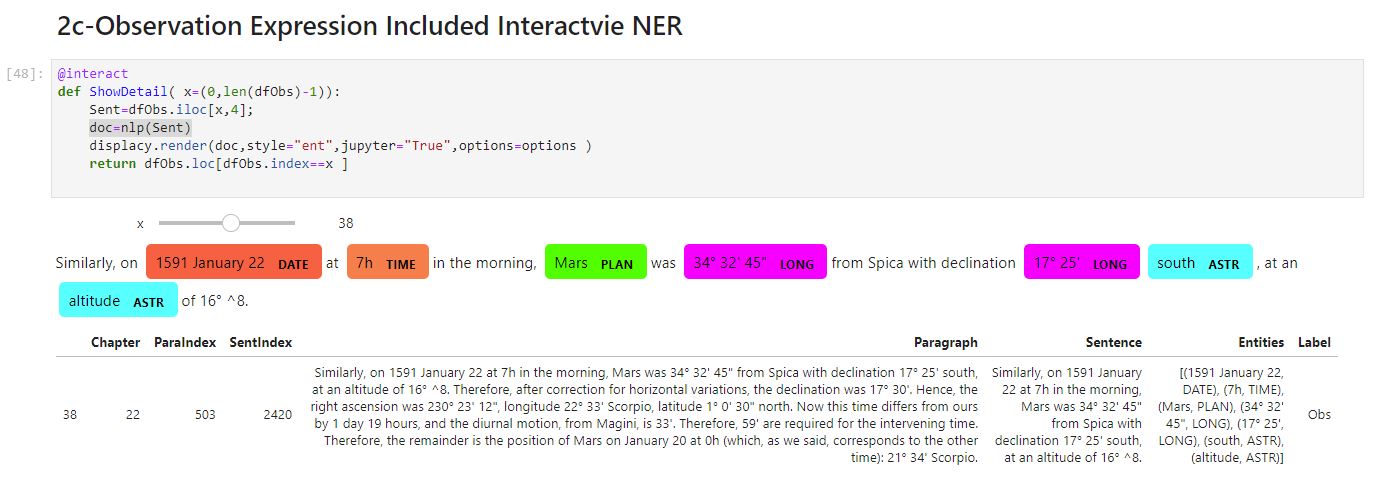 2c-Observation Expression Included Interactvie NER
[48]: @interact
def ShowDetail( x=(0,len(dfObs)-1)):
    Sent=dfObs.iloc[x,4];
    doc=nlp(Sent)
    displacy.render(doc,style="ent",jupyter="True",options=options )
    return dfObs.loc[dfObs.index==x ]
x 38
Similarly, on 1591 January 22 DATE at 7h TIME in the morning, Mars PLAN was 34° 32' 45" LONG from Spica with declination 17° 25' LONG south ASTR , at an
altitude ASTR of 16° ^8.
Chapter ParaIndex SentIndex Paragraph Sentence Entities Label
38 22 503 2420
Similarly, on 1591 January 22 at 7h in the morning, Mars was 34° 32' 45" from Spica with declination 17° 25' south,
at an altitude of 16° ^8. Therefore, after correction for horizontal variations, the declination was 17° 30'. Hence, the
right ascension was 230° 23' 12", longitude 22° 33' Scorpio, latitude 1° 0' 30" north. Now this time differs from ours
by 1 day 19 hours, and the diurnal motion, from Magini, is 33'. Therefore, 59' are required for the intervening time.
Therefore, the remainder is the position of Mars on January 20 at 0h (which, as we said, corresponds to the other
time): 21° 34' Scorpio.
Similarly, on 1591 January
22 at 7h in the morning,
Mars was 34° 32' 45"
from Spica with
declination 17° 25' south,
at an altitude of 16° ^8.
[(1591 January 22,
DATE), (7h, TIME),
(Mars, PLAN), (34° 32'
45", LONG), (17° 25',
LONG), (south, ASTR),
(altitude, ASTR)]
Obs